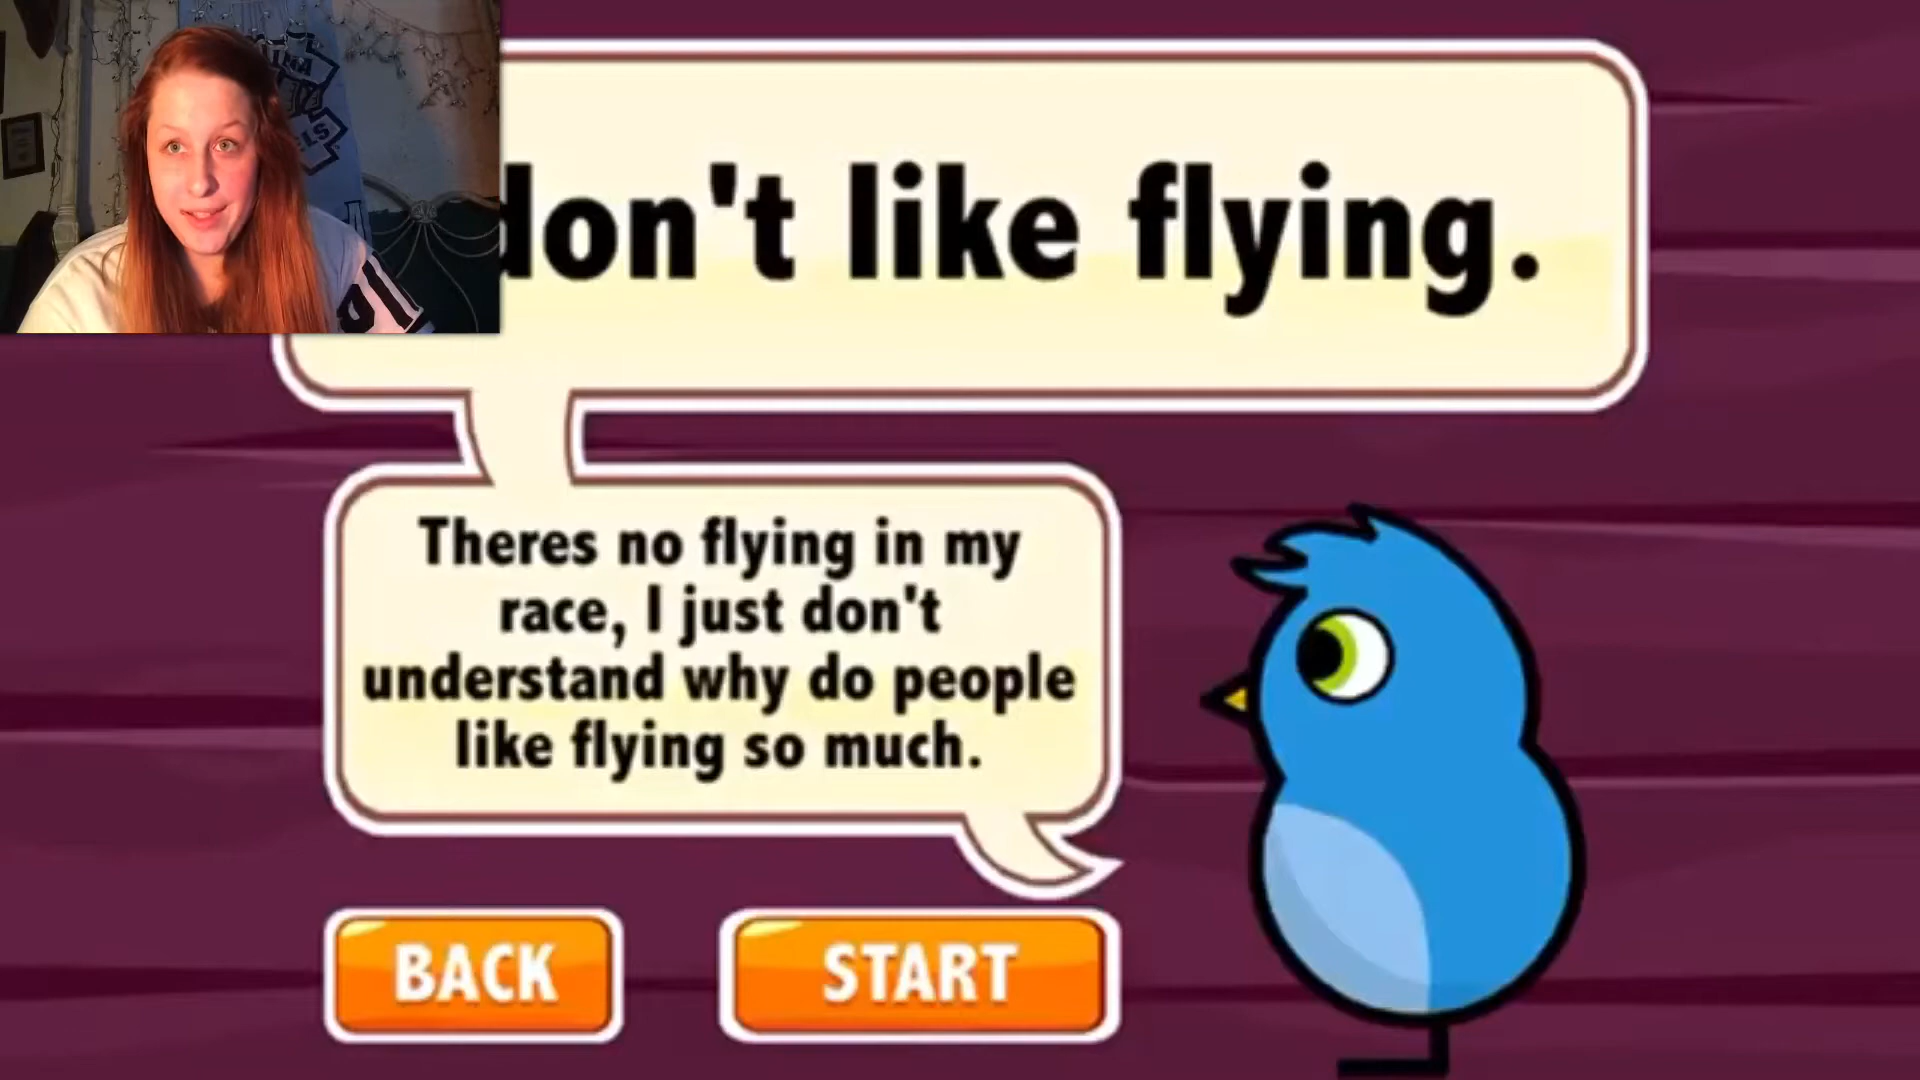 don't like flying.
Theres no flying in my
race, I just don't
understand why do people
like flying so much.
BACK
START